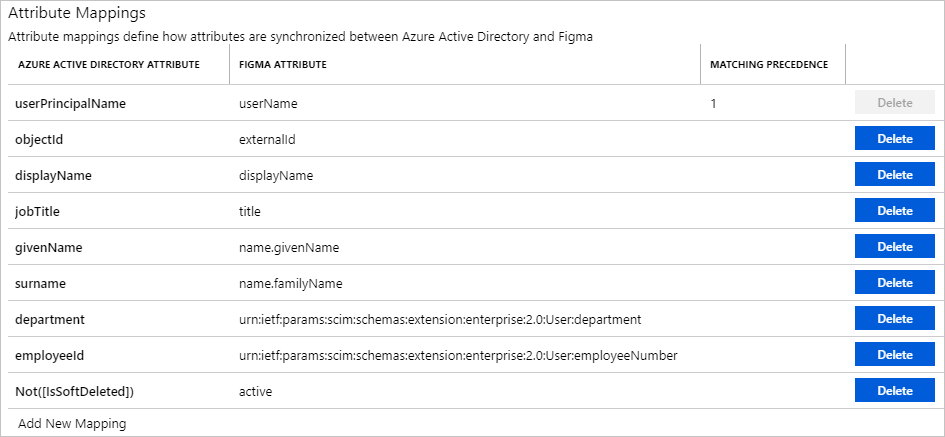 Attribute Mappings
Attribute mappings define how attributes are synchronized between Azure Active Directory and Figma
AZURE ACTIVE DIRECTORY ATTRIBUTE FIGMA ATTRIBUTE MATCHING PRECEDENCE
userPrincipalName userName 1 Delete
objectId externalId Delete
displayName displayName Delete
jobTitle title Delete
givenName name.givenName Delete
surname name.familyName Delete
department urn:ietf:params:scim:schemas:extension:enterprise:2.0:User:department Delete
employeeId urn:ietf:params:scim:schemas:extension:enterprise:2.0:User:employeeNumber Delete
Not([IsSoftDeleted]) active Delete
Add New Mapping